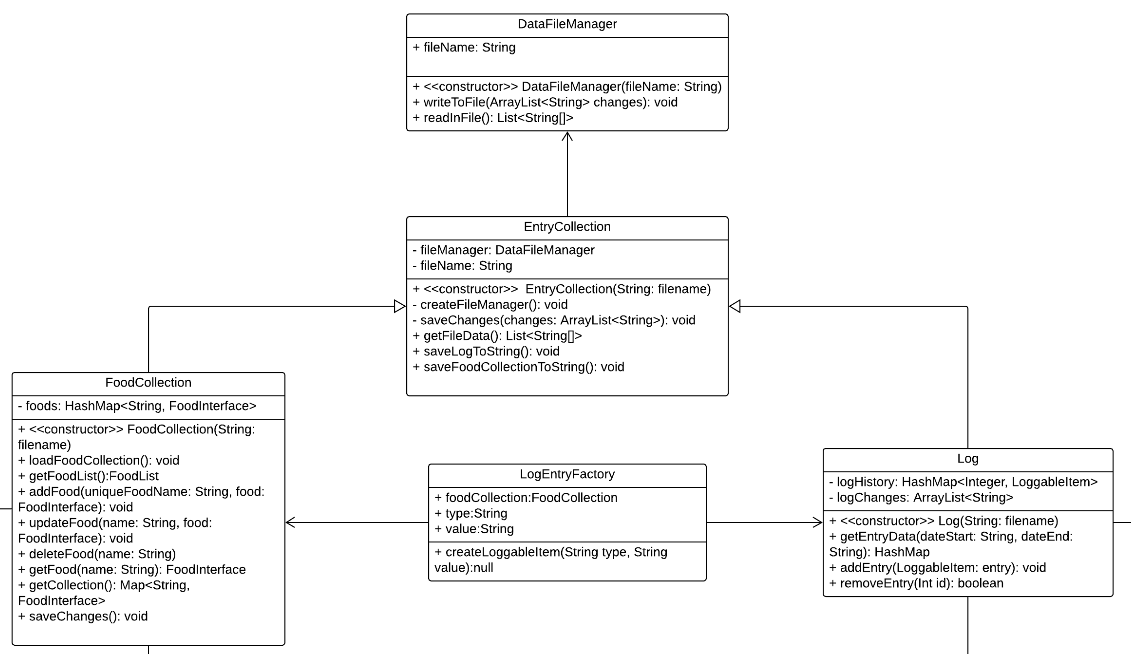 DataFileManager
+ fileName: String
+ <<constructor>> DataFileManager(fileName: String)
+ writeToFile(ArrayList<String> changes): void
+ readInFile(): List<String[]>
EntryCollection
- fileManager: DataFileManager
- fileName: String
+ <<constructor>>  EntryCollection(String: filename)
- createFileManager(): void
- saveChanges(changes: ArrayList<String>): void
+ getFileData(): List<String[]>
+ saveLogToString(): void
+ saveFoodCollectionToString(): void
FoodCollection
- foods: HashMap<String, FoodInterface>
+ <<constructor>> FoodCollection(String:
filename)
+ loadFoodCollection(): void
+ getFoodList():FoodList
+ addFood(uniqueFoodName: String, food:
FoodInterface): void
+ updateFood(name: String, food:
FoodInterface): void
+ deleteFood(name: String)
+ getFood(name: String): FoodInterface
+ getCollection(): Map<String,
FoodInterface>
+ saveChanges(): void
LogEntryFactory
+ foodCollection:FoodCollection
+ type:String
+ value:String
+ createLoggableItem(String type, String
value):null
Log
- logHistory: HashMap<Integer, LoggableItem>
- logChanges: ArrayList<String>
+ <<constructor>> Log(String: filename)
+ getEntryData(dateStart: String, dateEnd:
String): HashMap
+ addEntry(LoggableItem: entry): void
+ removeEntry(Int id): boolean